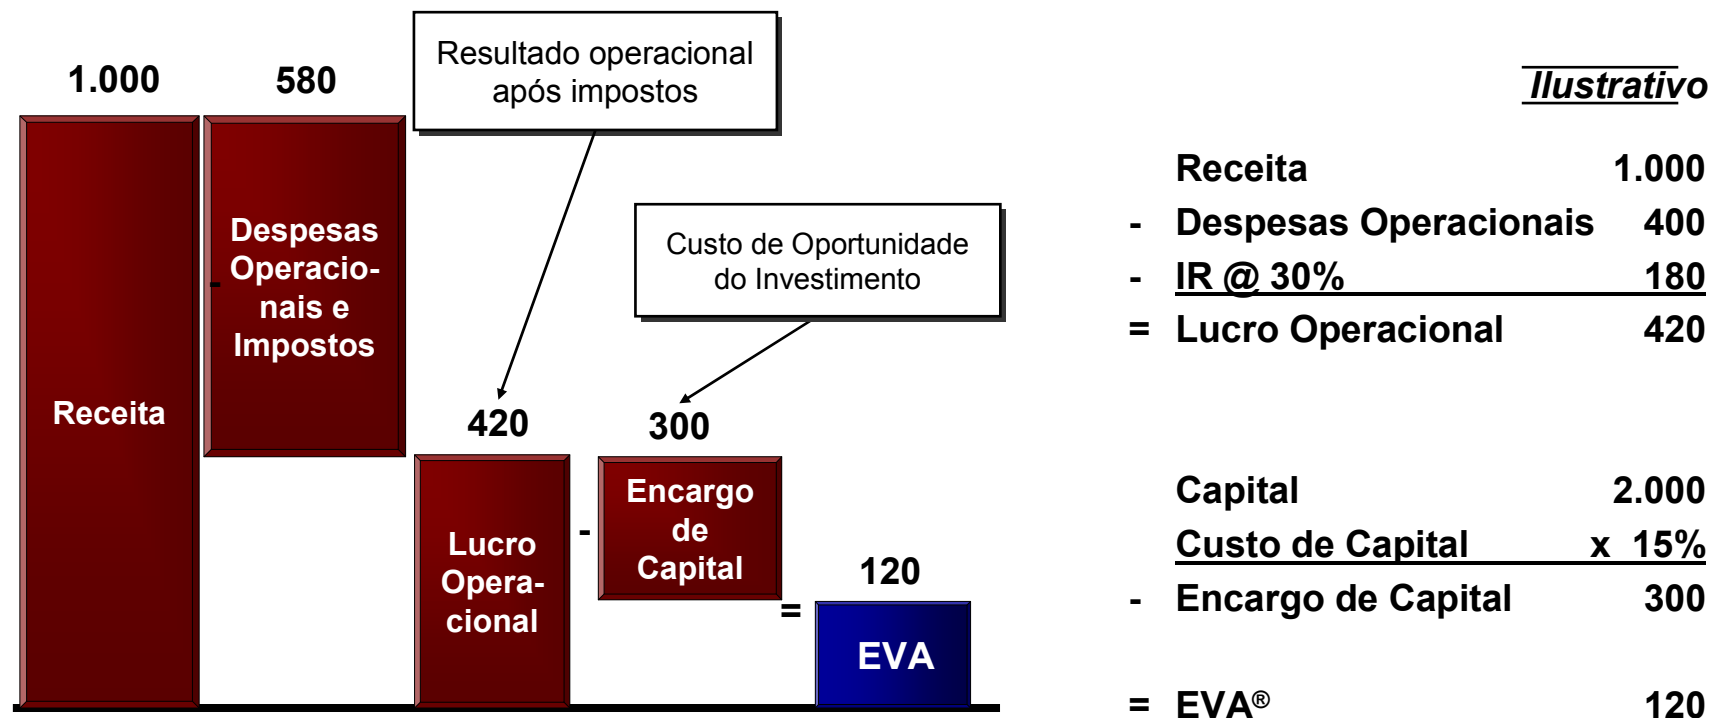 1.000
580
Resultado operacional
após impostos
Receita
-
Despesas
Operacio-
nais e
Impostos
Custo de Oportunidade
do Investimento
420
300
Lucro
Opera-
cional
-
Encargo
de
Capital
=
120
EVA
Ilustrativo
Receita 1.000
- Despesas Operacionais 400
- IR @ 30% 180
= Lucro Operacional 420
Capital 2.000
Custo de Capital x 15%
- Encargo de Capital 300
= EVA® 120